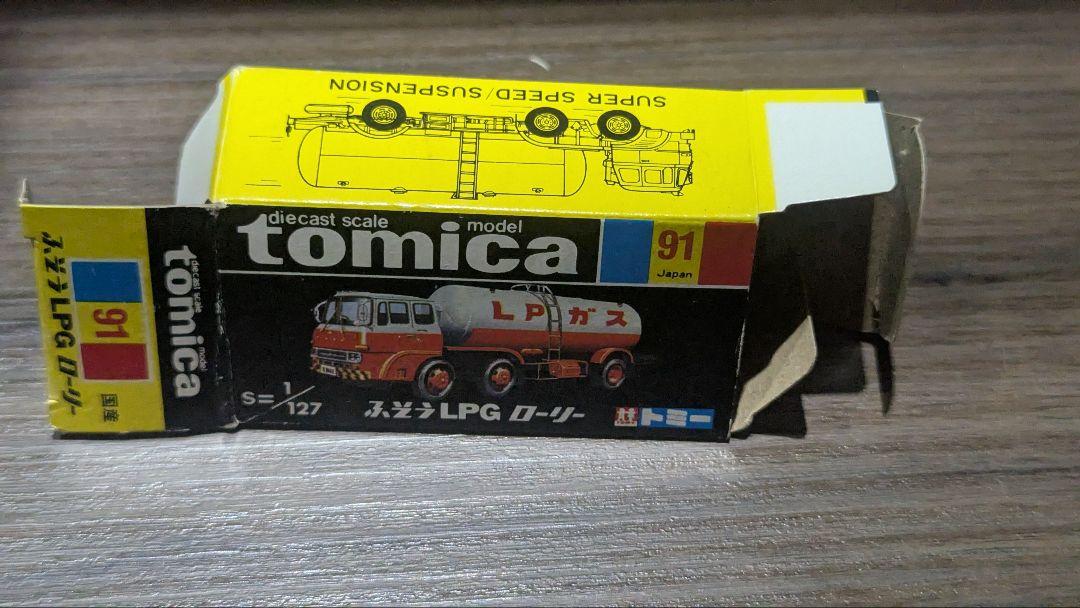 SUPER SPEED/SUSPENSION
diecast scale model
tomica
91
Japan
LPガス
S=1/127
ふそうLPG ローリー
トミー
diecast scale model
tomica
91
ふそうLPG ローリー
国産